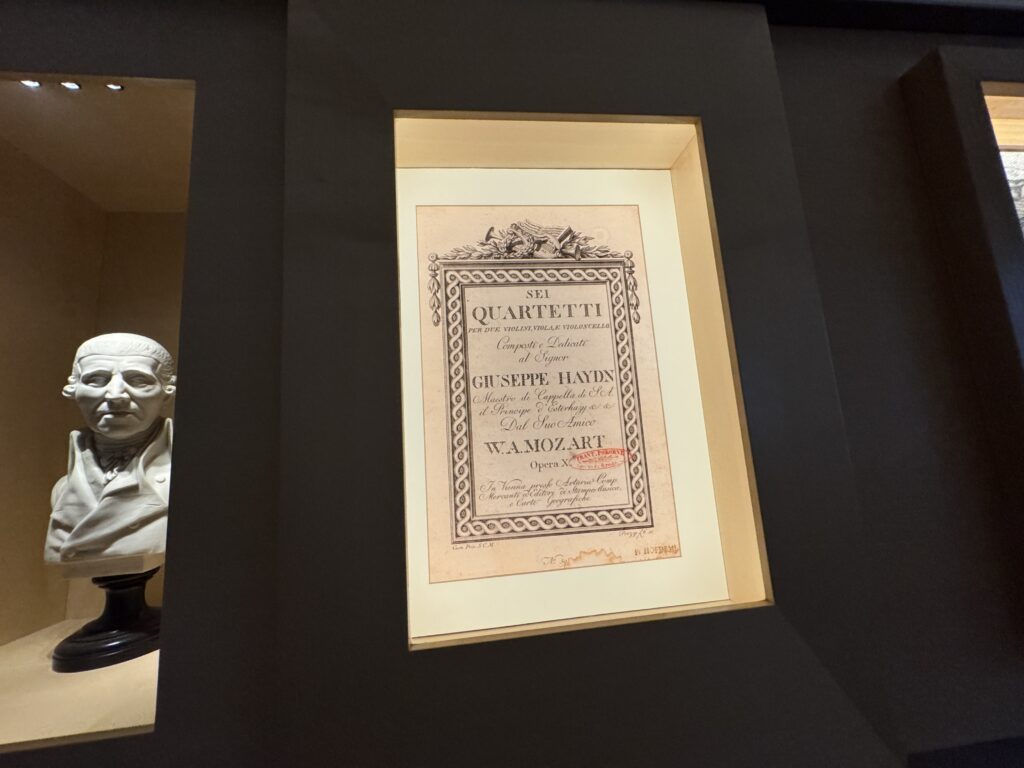 SEI
QUARTETTI
PER DUE VIOLINI, VIOLA, E VIOLONCELLO
Composti e Dedicati
al Signor
GIUSEPPE HAYDN
Maestro di Cappella di S.A.
il Principe d'Esterhazy &c &c
Dal Suo Amico
W.A.MOZART
Opera X.
In Vienna presso Artaria Comp.
Mercanti ed Editori di Stampe Musica,
e Carte Geografiche.